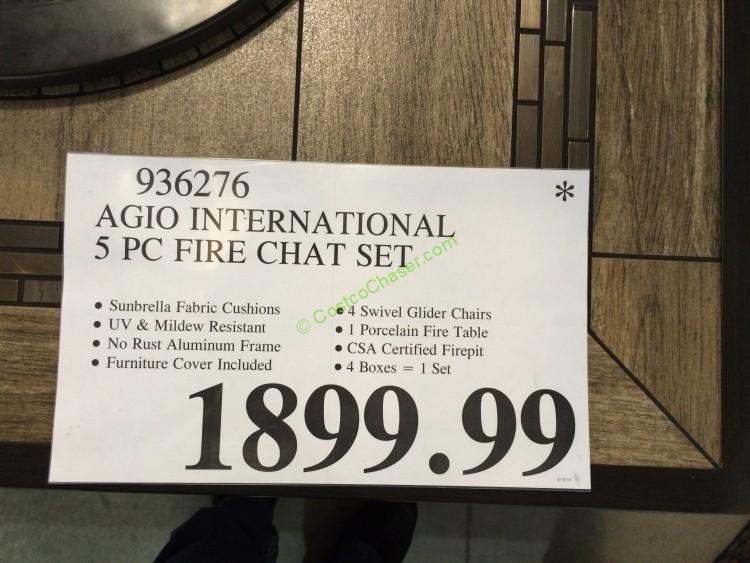 936276
*
AGIO INTERNATIONAL
5 PC FIRE CHAT SET
• Sunbrella Fabric Cushions
• UV & Mildew Resistant
• No Rust Aluminum Frame
• Furniture Cover Included
• 4 Swivel Glider Chairs
• 1 Porcelain Fire Table
• CSA Certified Firepit
• 4 Boxes = 1 Set
1899.99
© CostcoChaser.com